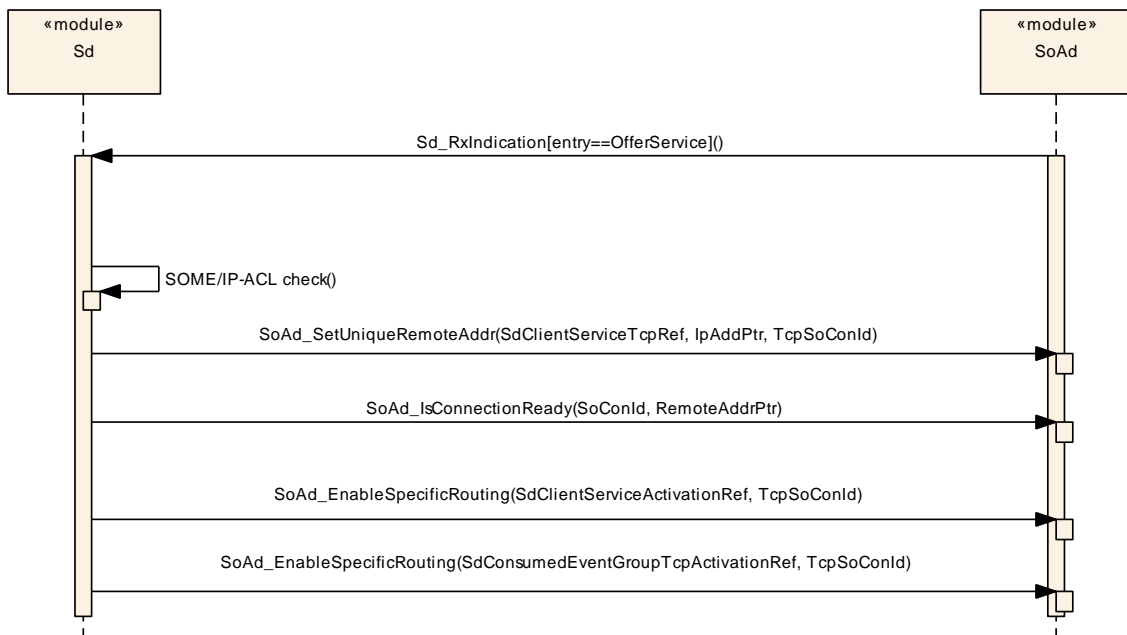 «module»
Sd
«module»
SoAd
Sd_RxIndication[entry==OfferService]()
SOME/IP-ACL check()
SoAd_SetUniqueRemoteAddr(SdClientServiceTcpRef, IpAddPtr, TcpSoConId)
SoAd_IsConnectionReady(SoConId, RemoteAddrPtr)
SoAd_EnableSpecificRouting(SdClientServiceActivationRef, TcpSoConId)
SoAd_EnableSpecificRouting(SdConsumedEventGroupTcpActivationRef, TcpSoConId)